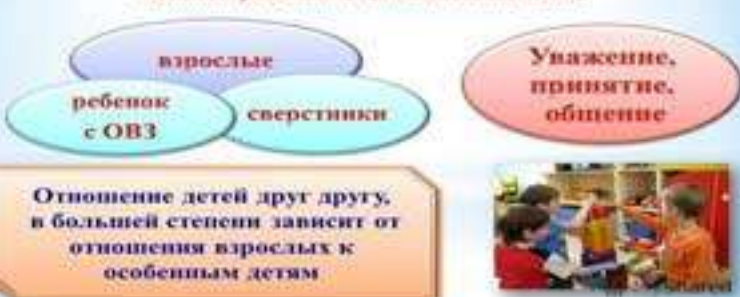 взрослые
ребенок
с ОВЗ
сверстники
Уважение,
принятие,
общение
Отношение детей друг другу,
в большей степени зависит от
отношения взрослых к
особенным детям